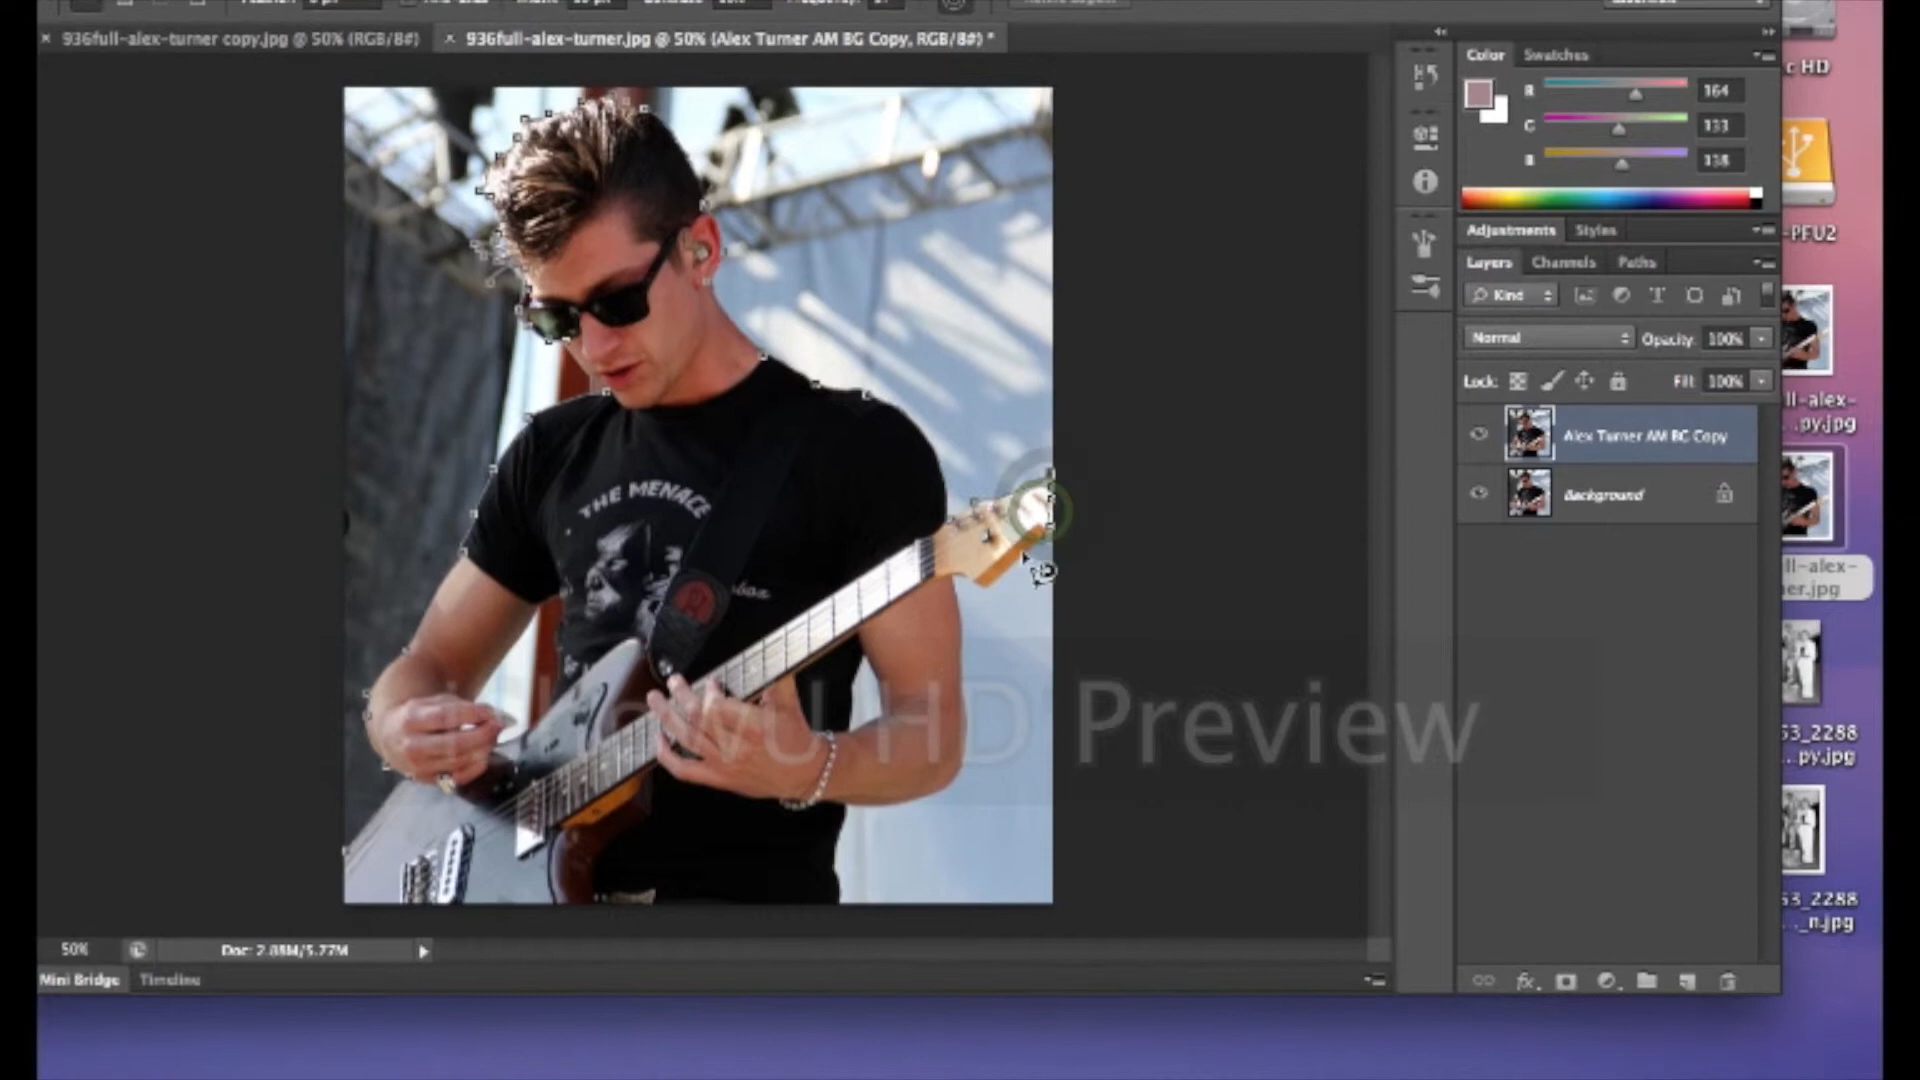 936full-alex-turner copy.jpg @ 50% (RGB/8#)
936full-alex-turner.jpg @ 50% (Alex Turner AM BG Copy, RGB/8#) *
Color
Swatches
R
164
G
133
B
138
Adjustments
Styles
Layers
Channels
Paths
Kind
Normal
Opacity: 100%
Lock:
Fill: 100%
Alex Turner AM BG Copy
Background
THE MENACE
HD Preview
50%
Doc: 2.88M/5.77M
Mini Bridge
Timeline
c HD
-PFU2
ll-alex-
...py.jpg
ll-alex-
ner.jpg
53_2288
...py.jpg
53_2288
..._n.jpg